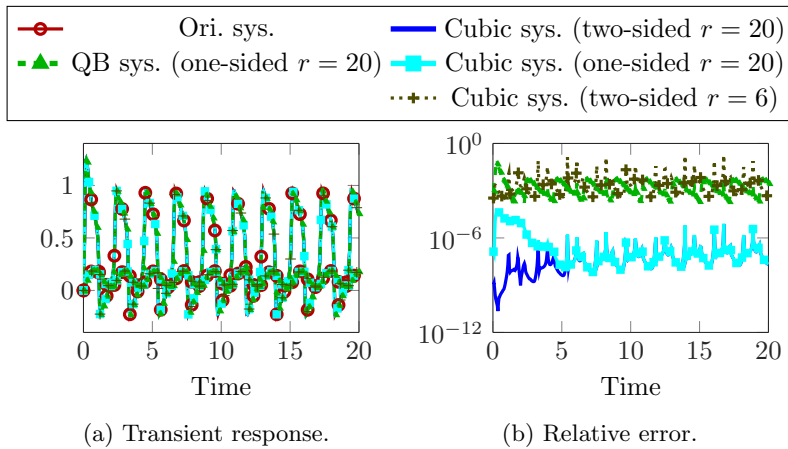 Ori. sys.
QB sys. (one-sided r = 20)
Cubic sys. (two-sided r = 20)
Cubic sys. (one-sided r = 20)
Cubic sys. (two-sided r = 6)
1
0.5
0
0 5 10 15 20
Time
(a) Transient response.
10^0
10^−6
10^−12
0 5 10 15 20
Time
(b) Relative error.